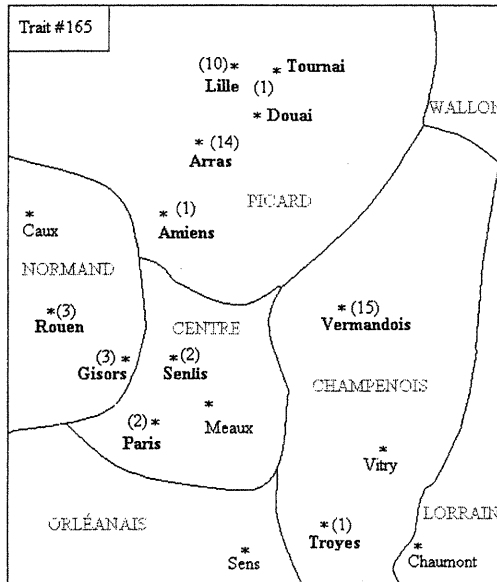 Trait #165
(10) * * Tournai
Lille (1)
* Douai
* (14)
Arras
WALLON
PICARD
* (1)
Amiens
*
Caux
NORMAND
* (3)
Rouen
CENTRE
* (15)
Vermandois
(3) *
Gisors
* (2)
Senlis
CHAMPENOIS
*
Meaux
(2) *
Paris
*
Vitry
ORLÉANAIS
LORRAIN
* (1)
Troyes
*
Sens
*
Chaumont